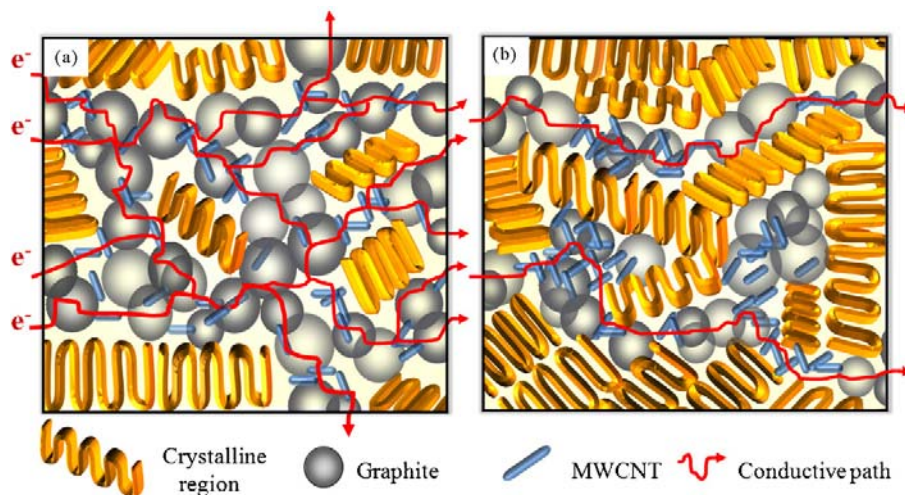 (a)
(b)
e-
e-
e-
e-
Crystalline
region
Graphite
MWCNT
Conductive path